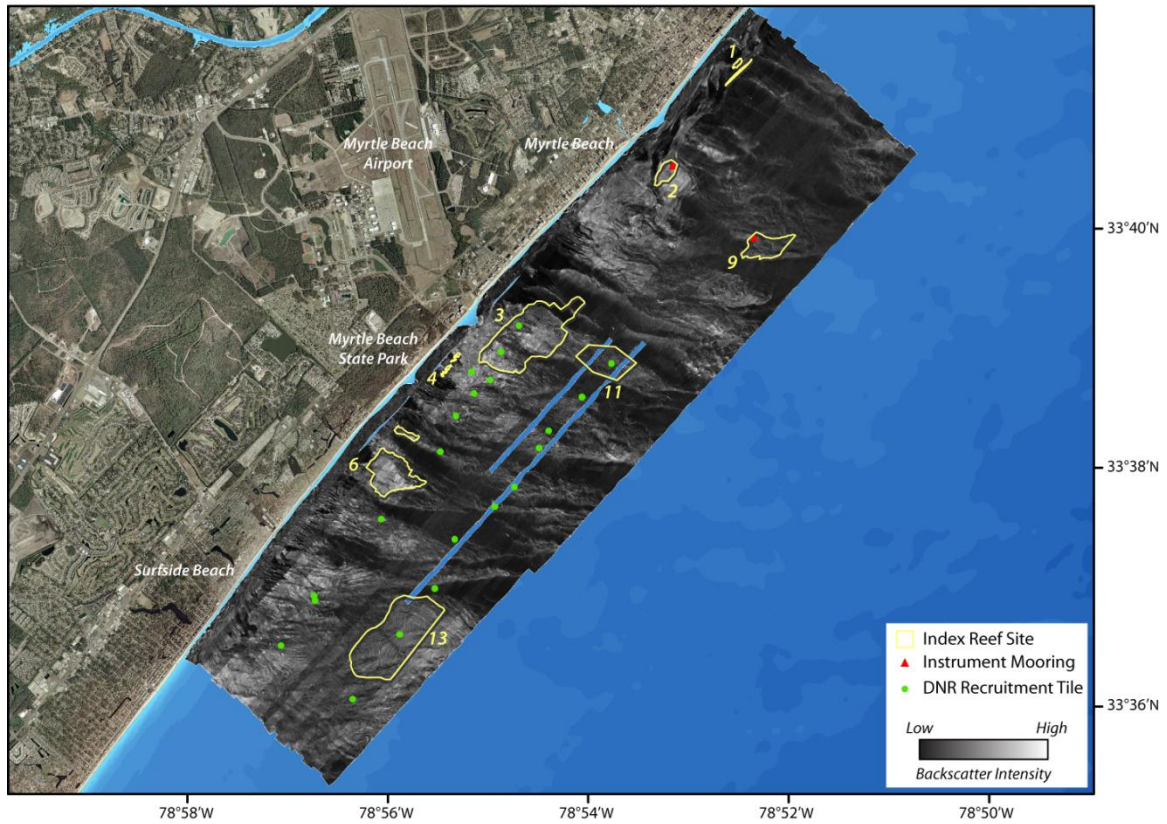 1
Myrtle Beach
Airport
Myrtle Beach
2
33°40'N
9
3
Myrtle Beach
State Park
4
11
6
33°38'N
Surfside Beach
13
Index Reef Site
Instrument Mooring
DNR Recruitment Tile
Low High
Backscatter Intensity
33°36'N
78°58'W 78°56'W 78°54'W 78°52'W 78°50'W